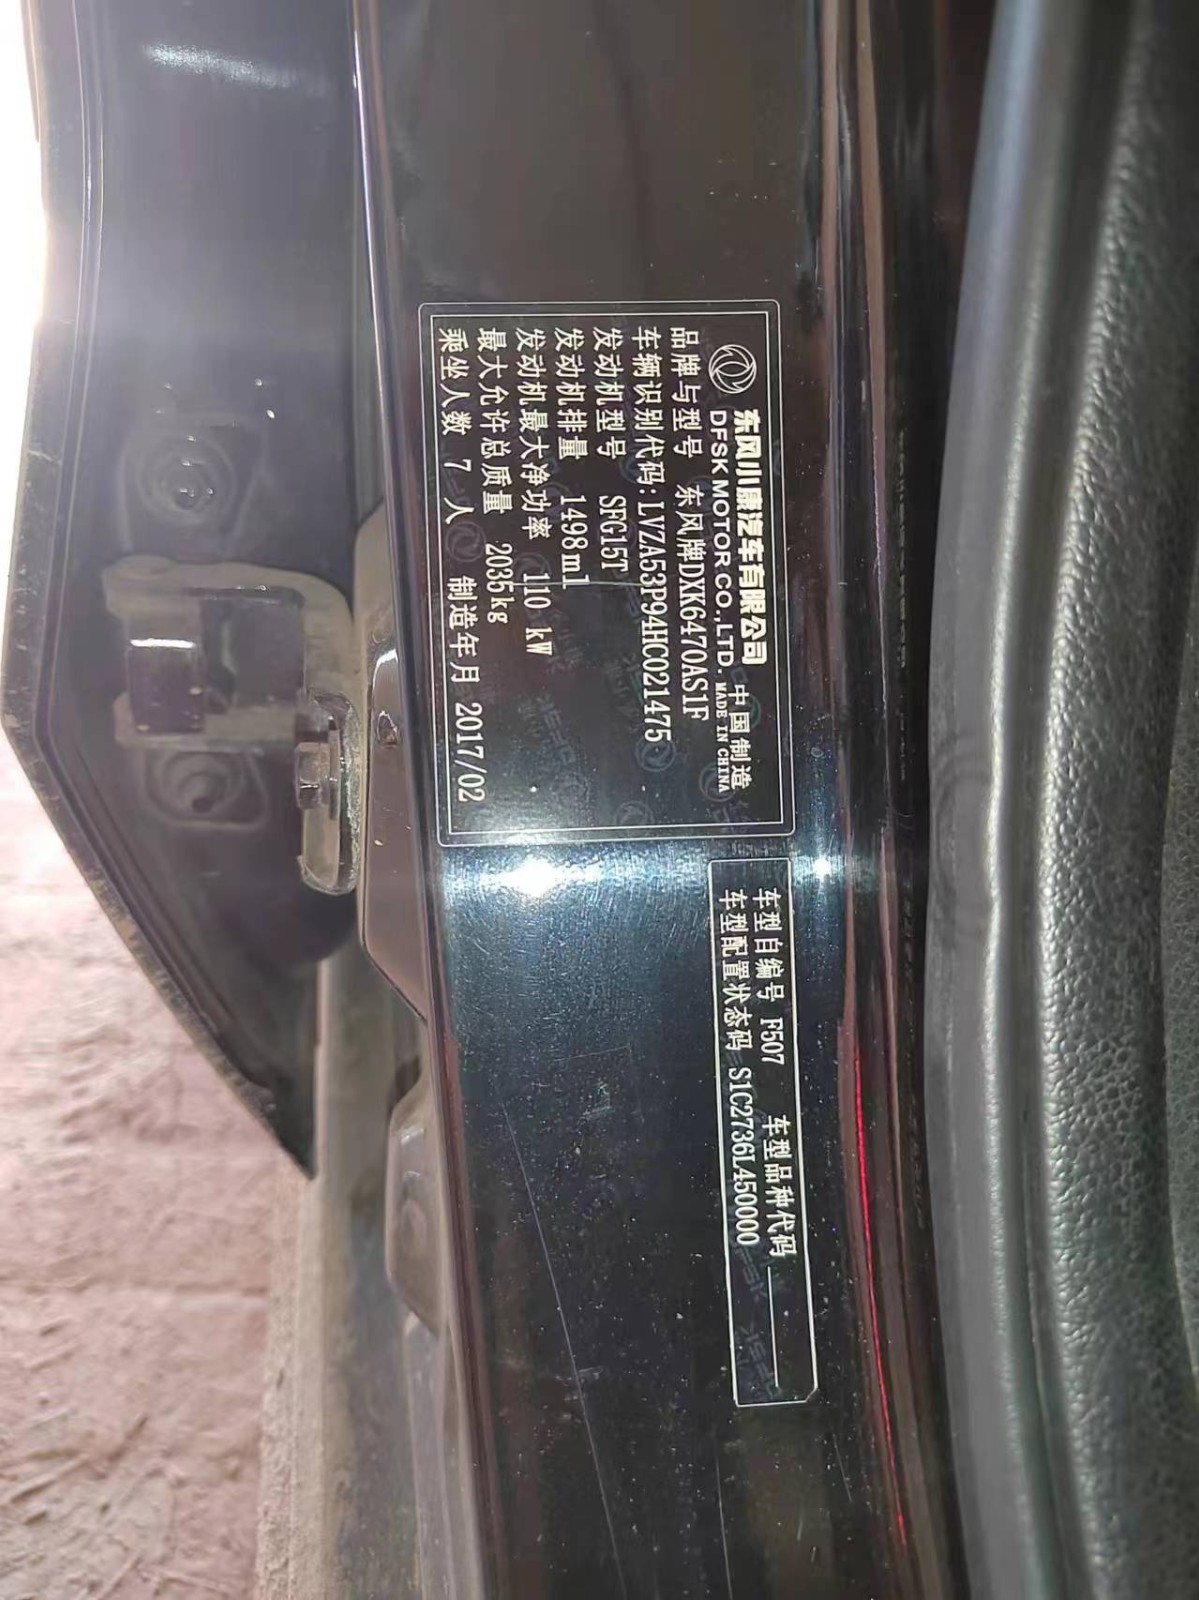 东风小康汽车有限公司
DFSK MOTOR CO.,LTD.
中国制造
MADE IN CHINA
品牌与型号 东风牌DXK6470AS1F
车辆识别代码:LVZA53P94HC021475
发动机型号 SFG15T
发动机排量 1498ml
发动机最大净功率 110 kW
最大允许总质量 2035kg
乘坐人数 7 人 制造年月 2017/02
车型自编号 F507 车型品种代码
车型配置状态码 S1C2736L450000